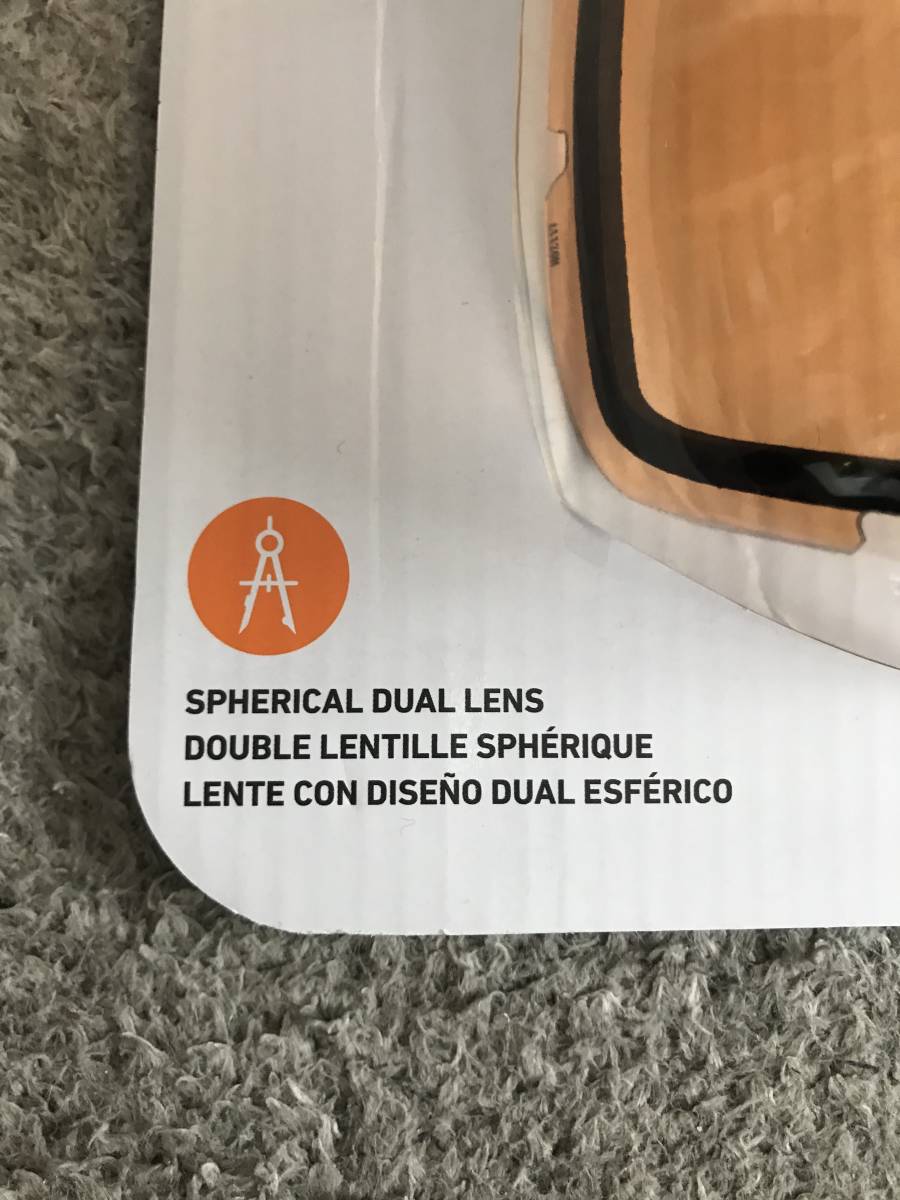 SPHERICAL DUAL LENS
DOUBLE LENTILLE SPHÉRIQUE
LENTE CON DISEÑO DUAL ESFÉRICO